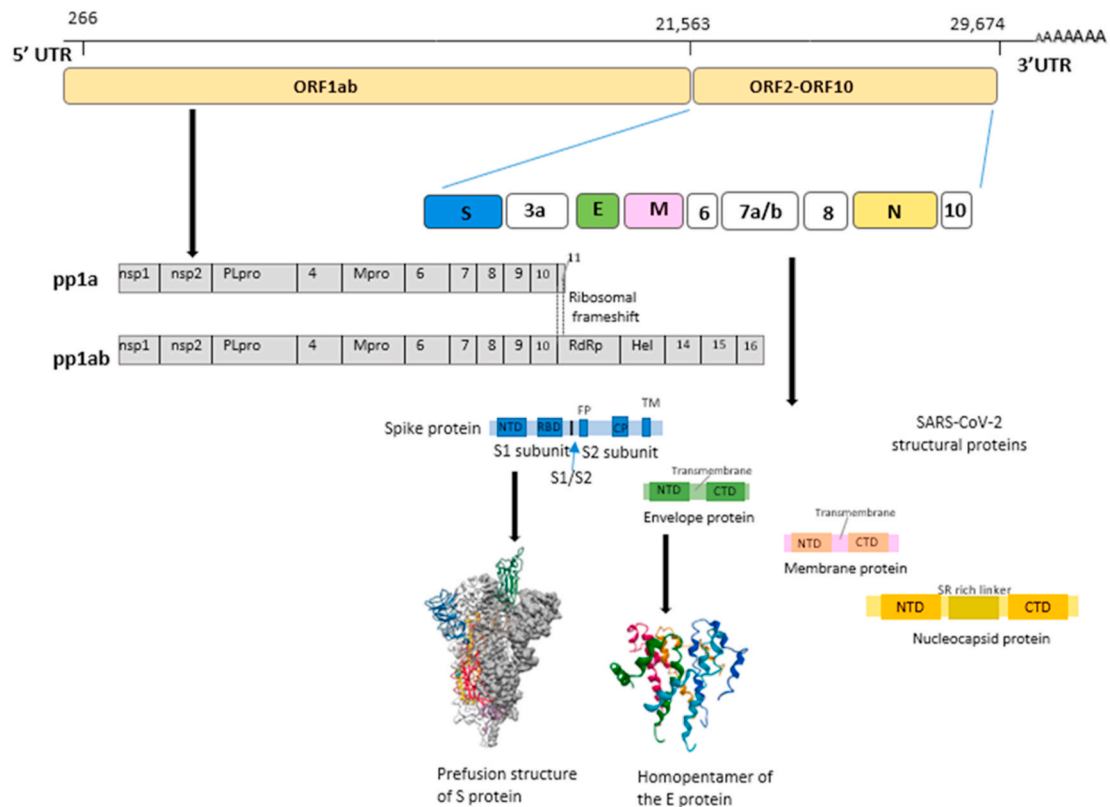 266
21,563
29,674
AAAAAAAA
5' UTR
3'UTR
ORF1ab
ORF2-ORF10
S
3a
E
M
6
7a/b
8
N
10
pp1a
nsp1
nsp2
PLpro
4
Mpro
6
7
8
9
10
11
Ribosomal
frameshift
pp1ab
nsp1
nsp2
PLpro
4
Mpro
6
7
8
9
10
RdRp
Hel
14
15
16
Spike protein
NTD
RBD
FP
CP
TM
S1 subunit
S2 subunit
S1/S2
SARS-CoV-2
structural proteins
Transmembrane
NTD
CTD
Envelope protein
Transmembrane
NTD
CTD
Membrane protein
SR rich linker
NTD
CTD
Nucleocapsid protein
Prefusion structure
of S protein
Homopentamer of
the E protein